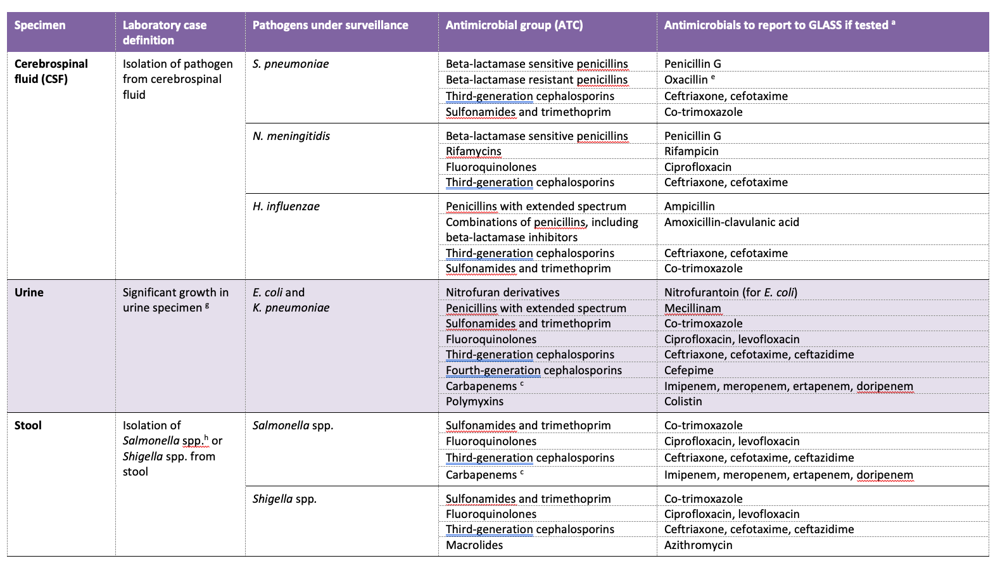 Specimen
Laboratory case
definition
Pathogens under surveillance
Antimicrobial group (ATC)
Antimicrobials to report to GLASS if tested ᵃ
Cerebrospinal
fluid (CSF)
Isolation of pathogen
from cerebrospinal
fluid
S. pneumoniae
Beta-lactamase sensitive penicillins
Penicillin G
Beta-lactamase resistant penicillins
Oxacillin ᵉ
Third-generation cephalosporins
Ceftriaxone, cefotaxime
Sulfonamides and trimethoprim
Co-trimoxazole
N. meningitidis
Beta-lactamase sensitive penicillins
Penicillin G
Rifamycins
Rifampicin
Fluoroquinolones
Ciprofloxacin
Third-generation cephalosporins
Ceftriaxone, cefotaxime
H. influenzae
Penicillins with extended spectrum
Ampicillin
Combinations of penicillins, including
beta-lactamase inhibitors
Amoxicillin-clavulanic acid
Third-generation cephalosporins
Ceftriaxone, cefotaxime
Sulfonamides and trimethoprim
Co-trimoxazole
Urine
Significant growth in
urine specimen ᵍ
E. coli and
K. pneumoniae
Nitrofuran derivatives
Nitrofurantoin (for E. coli)
Penicillins with extended spectrum
Mecillinam
Sulfonamides and trimethoprim
Co-trimoxazole
Fluoroquinolones
Ciprofloxacin, levofloxacin
Third-generation cephalosporins
Ceftriaxone, cefotaxime, ceftazidime
Fourth-generation cephalosporins
Cefepime
Carbapenems ᶜ
Imipenem, meropenem, ertapenem, doripenem
Polymyxins
Colistin
Stool
Isolation of
Salmonella spp.ʰ or
Shigella spp. from
stool
Salmonella spp.
Sulfonamides and trimethoprim
Co-trimoxazole
Fluoroquinolones
Ciprofloxacin, levofloxacin
Third-generation cephalosporins
Ceftriaxone, cefotaxime, ceftazidime
Carbapenems ᶜ
Imipenem, meropenem, ertapenem, doripenem
Shigella spp.
Sulfonamides and trimethoprim
Co-trimoxazole
Fluoroquinolones
Ciprofloxacin, levofloxacin
Third-generation cephalosporins
Ceftriaxone, cefotaxime, ceftazidime
Macrolides
Azithromycin